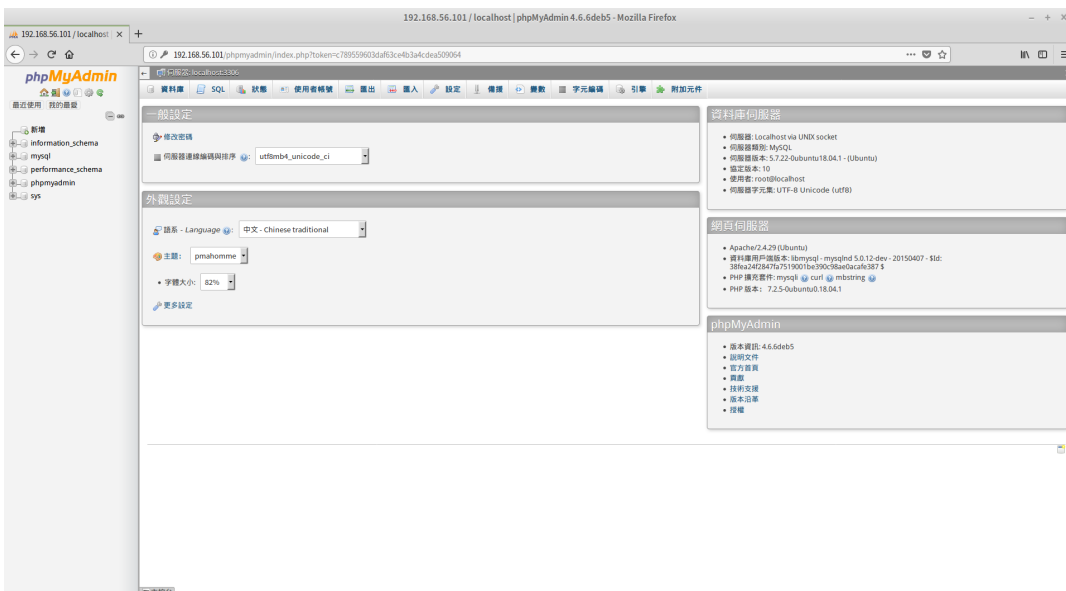 192.168.56.101 / localhost | phpMyAdmin 4.6.6deb5 - Mozilla Firefox
192.168.56.101 / localhost
192.168.56.101/phpmyadmin/index.php?token=c789559603daf63ce4b3a4cdea509064
phpMyAdmin
最近使用 我的最愛
新增
information_schema
mysql
performance_schema
phpmyadmin
sys
伺服器: localhost:3306
資料庫 SQL 狀態 使用者帳號 匯出 匯入 設定 備援 變數 字元編碼 引擎 附加元件
一般設定
修改密碼
伺服器連線編碼與排序 : utf8mb4_unicode_ci
外觀設定
語系 - Language : 中文 - Chinese traditional
主題: pmahomme
字體大小: 82%
更多設定
資料庫伺服器
伺服器: Localhost via UNIX socket
伺服器類別: MySQL
伺服器版本: 5.7.22-0ubuntu18.04.1 - (Ubuntu)
協定版本: 10
使用者: root@localhost
伺服器字元集: UTF-8 Unicode (utf8)
網頁伺服器
Apache/2.4.29 (Ubuntu)
資料庫用戶端版本: libmysql - mysqlnd 5.0.12-dev - 20150407 - $Id:
38fea24f2847fa7519001be390c98ae0acafe387 $
PHP 擴充套件: mysqli curl mbstring
PHP 版本: 7.2.5-0ubuntu0.18.04.1
phpMyAdmin
版本資訊: 4.6.6deb5
說明文件
官方首頁
貢獻
技術支援
版本沿革
授權